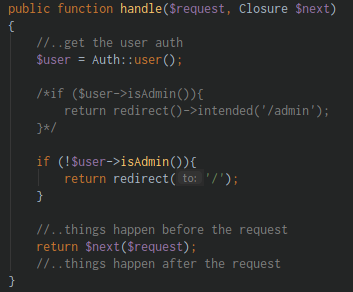 public function handle($request, Closure $next)
{
    //..get the user auth
    $user = Auth::user();

    /*if ($user->isAdmin()){
        return redirect()->intended('/admin');
    }*/

    if (!$user->isAdmin()){
        return redirect( to: '/');
    }

    //..things happen before the request
    return $next($request);
    //..things happen after the request
}